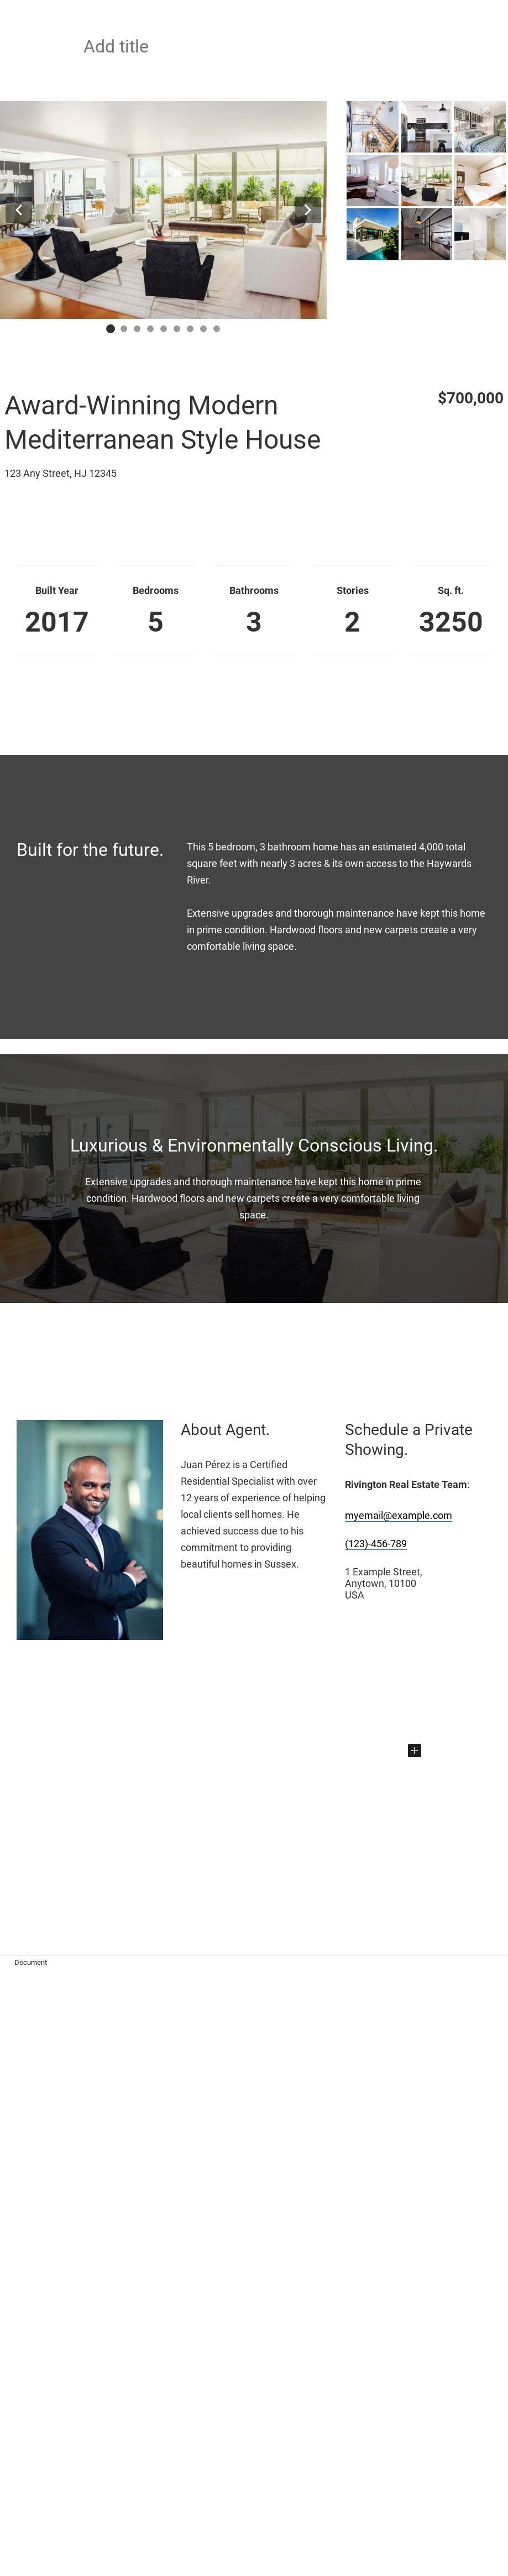 Add title
Award-Winning Modern
Mediterranean Style House
$700,000
123 Any Street, HJ 12345
Built Year
2017
Bedrooms
5
Bathrooms
3
Stories
2
Sq. ft.
3250
Built for the future.
This 5 bedroom, 3 bathroom home has an estimated 4,000 total
square feet with nearly 3 acres & its own access to the Haywards
River.
Extensive upgrades and thorough maintenance have kept this home
in prime condition. Hardwood floors and new carpets create a very
comfortable living space.
Luxurious & Environmentally Conscious Living.
Extensive upgrades and thorough maintenance have kept this home in prime
condition. Hardwood floors and new carpets create a very comfortable living
space.
About Agent.
Juan Pérez is a Certified
Residential Specialist with over
12 years of experience of helping
local clients sell homes. He
achieved success due to his
commitment to providing
beautiful homes in Sussex.
Schedule a Private
Showing.
Rivington Real Estate Team:
myemail@example.com
(123)-456-789
1 Example Street,
Anytown, 10100
USA
Document